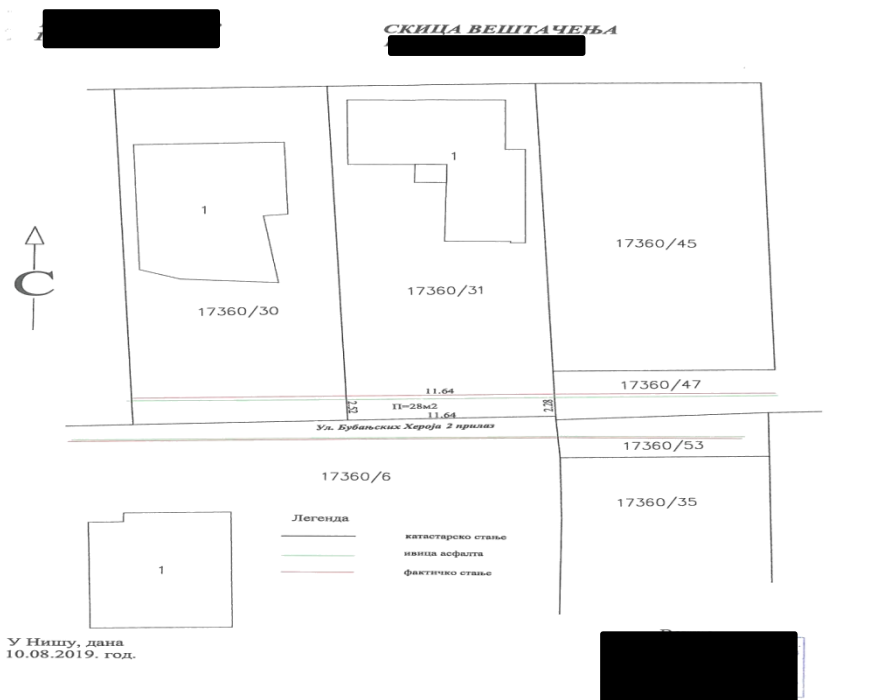 СКИЦА ВЕШТАЧЕЊА
1
1
17360/45
С
17360/31
17360/30
17360/47
11.64
2.52
П=28м2
2.28
11.64
Ул. Бубањских Хероја 2 прилаз
17360/53
17360/6
17360/35
Легенда
катастарско стање
ивица асфалта
фактичко стање
1
У Нишу, дана
10.08.2019. год.